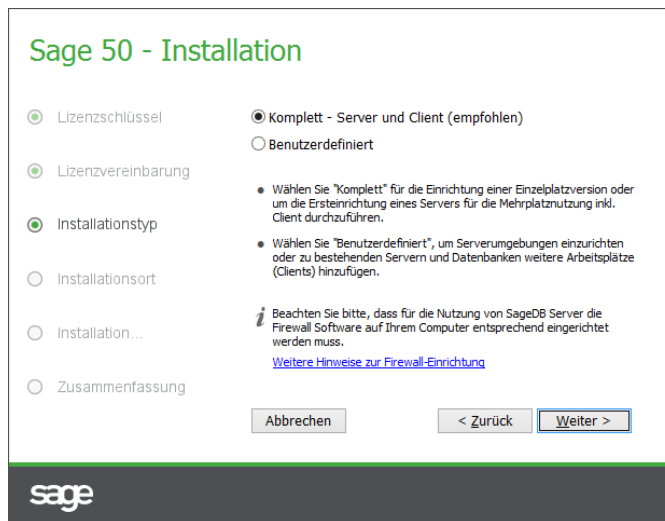 Sage 50 - Installation
Lizenzschlüssel
Lizenzvereinbarung
Installationstyp
Installationsort
Installation...
Zusammenfassung
Komplett - Server und Client (empfohlen)
Benutzerdefiniert
Wählen Sie "Komplett" für die Einrichtung einer Einzelplatzversion oder
um die Ersteinrichtung eines Servers für die Mehrplatznutzung inkl.
Client durchzuführen.
Wählen Sie "Benutzerdefiniert", um Serverumgebungen einzurichten
oder zu bestehenden Servern und Datenbanken weitere Arbeitsplätze
(Clients) hinzufügen.
Beachten Sie bitte, dass für die Nutzung von SageDB Server die
Firewall Software auf Ihrem Computer entsprechend eingerichtet
werden muss.
Weitere Hinweise zur Firewall-Einrichtung
Abbrechen
< Zurück
Weiter >
sage